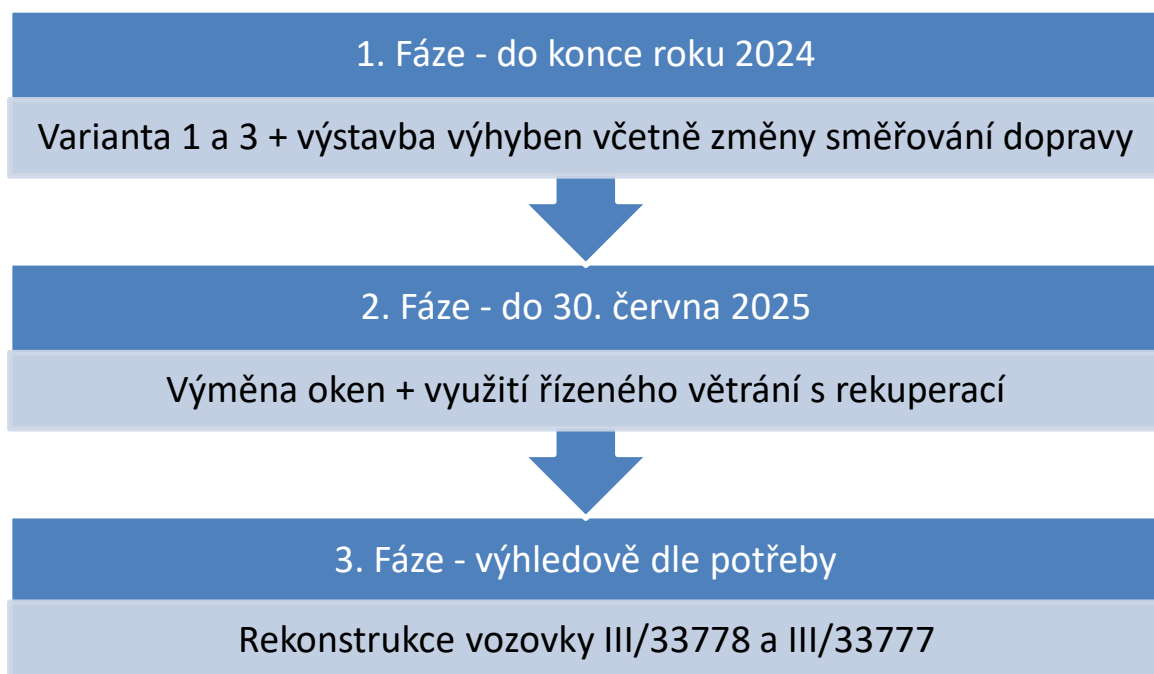 1. Fáze - do konce roku 2024
Varianta 1 a 3 + výstavba výhyben včetně změny směřování dopravy
2. Fáze - do 30. června 2025
Výměna oken + využití řízeného větrání s rekuperací
3. Fáze - výhledově dle potřeby
Rekonstrukce vozovky III/33778 a III/33777